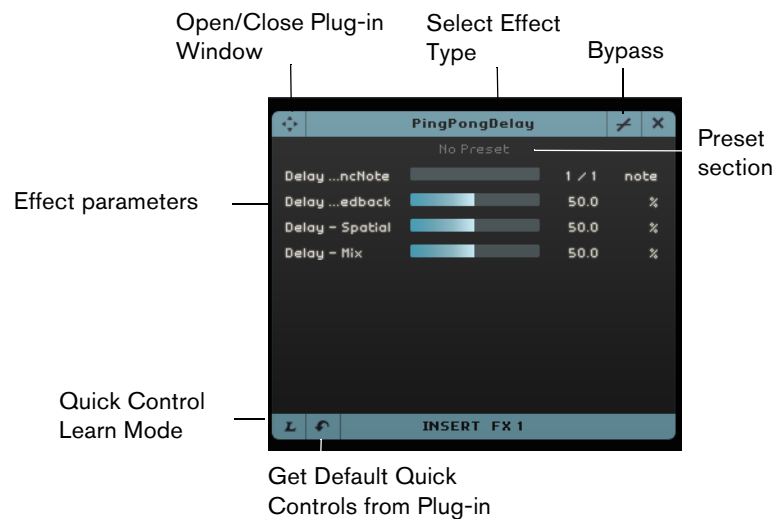 Open/Close Plug-in
Window
Select Effect
Type
Bypass
PingPongDelay
No Preset
Preset
section
Delay ...ncNote 1 / 1 note
Delay ...edback 50.0 %
Delay - Spatial 50.0 %
Delay - Mix 50.0 %
Effect parameters
Quick Control
Learn Mode
L
INSERT FX 1
Get Default Quick
Controls from Plug-in